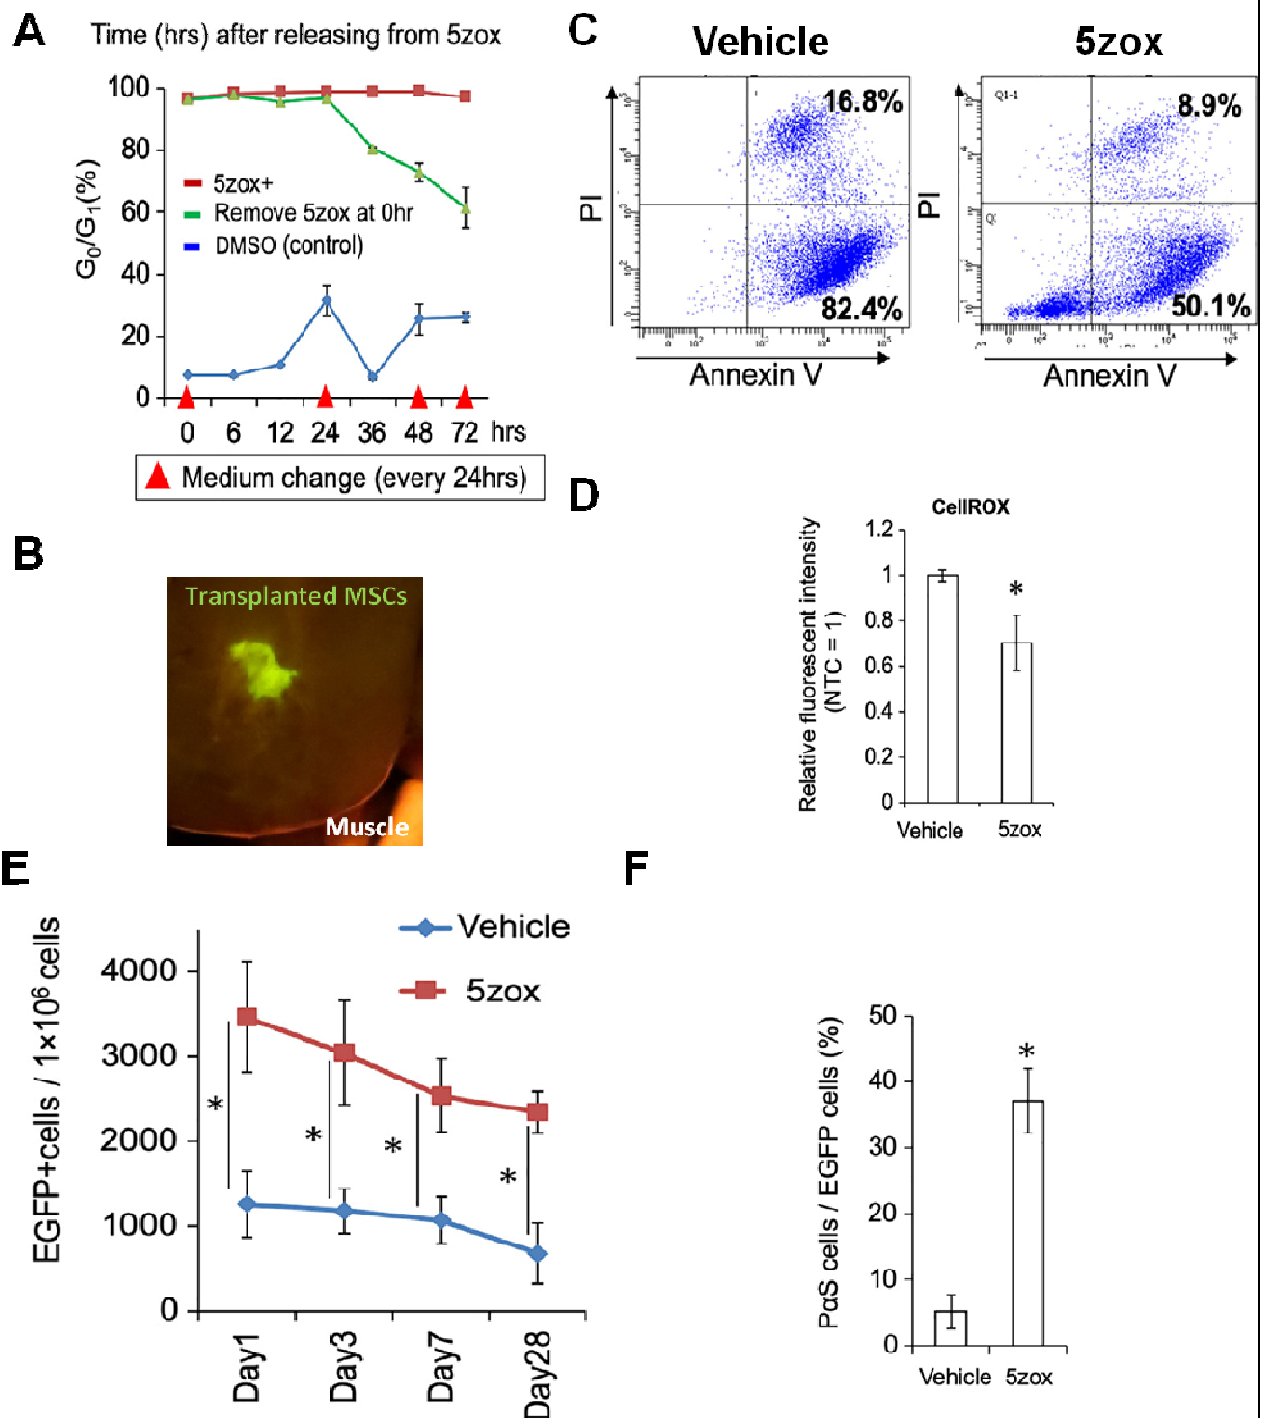 A
Time (hrs) after releasing from 5zox
G0/G1(%)
100
80
60
40
20
0
5zox+
Remove 5zox at 0hr
DMSO (control)
0 6 12 24 36 48 72 hrs
Medium change (every 24hrs)
B
Transplanted MSCs
Muscle
C
Vehicle
16.8%
82.4%
PI
Annexin V
5zox
Q1-1
8.9%
50.1%
PI
Annexin V
D
CellROX
Relative fluorescent intensity
(NTC = 1)
1.2
1
0.8
0.6
0.4
0.2
0
*
Vehicle 5zox
E
EGFP+cells / 1×10⁶ cells
4000
3000
2000
1000
0
Vehicle
5zox
* * * *
Day1 Day3 Day7 Day28
F
PαS cells / EGFP cells (%)
50
40
30
20
10
0
*
Vehicle 5zox